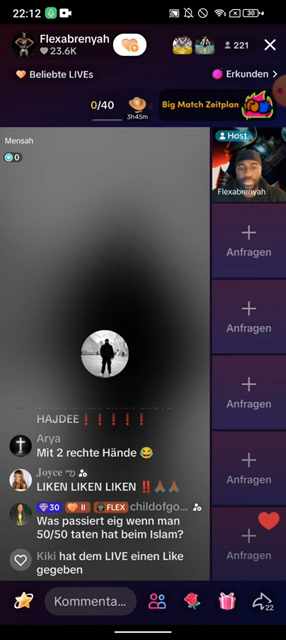 22:12
30
Flexabrenyah
23.6K
221
Beliebte LIVEs
Erkunden >
0/40
3h45m
Big Match Zeitplan
Mensah
0
Host
Flexabrenyah
Anfragen
Anfragen
Anfragen
Anfragen
Anfragen
HAJDEE❗❗❗❗❗
Arya
Mit 2 rechte Hände 😂
Joyce
LIKEN LIKEN LIKEN ‼️🙏🏾🙏🏾
30 II FLEX childofgo...
Was passiert eig wenn man
50/50 taten hat beim Islam?
Kiki hat dem LIVE einen Like
gegeben
Kommenta...
22